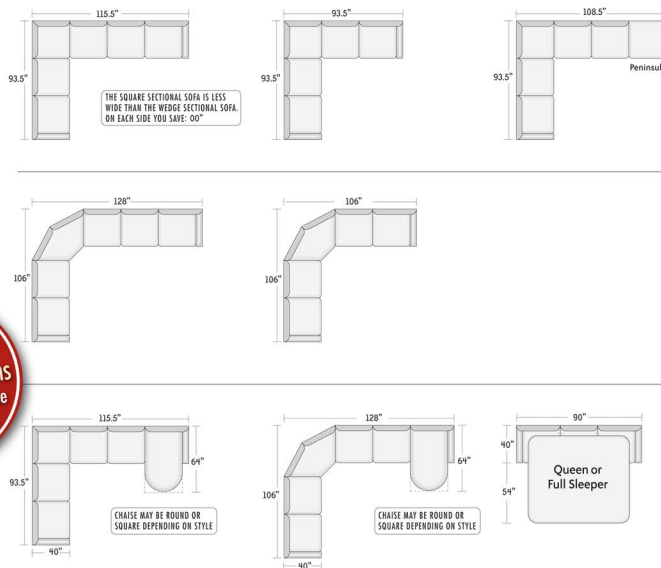 115.5"
93.5"
108.5"
93.5"
93.5"
93.5"
Peninsul
THE SQUARE SECTIONAL SOFA IS LESS
WIDE THAN THE WEDGE SECTIONAL SOFA.
ON EACH SIDE YOU SAVE: 00"
128"
106"
106"
106"
115.5"
128"
90"
93.5"
64"
106"
64"
40"
54"
Queen or
Full Sleeper
CHAISE MAY BE ROUND OR
SQUARE DEPENDING ON STYLE
CHAISE MAY BE ROUND OR
SQUARE DEPENDING ON STYLE
40"
40"